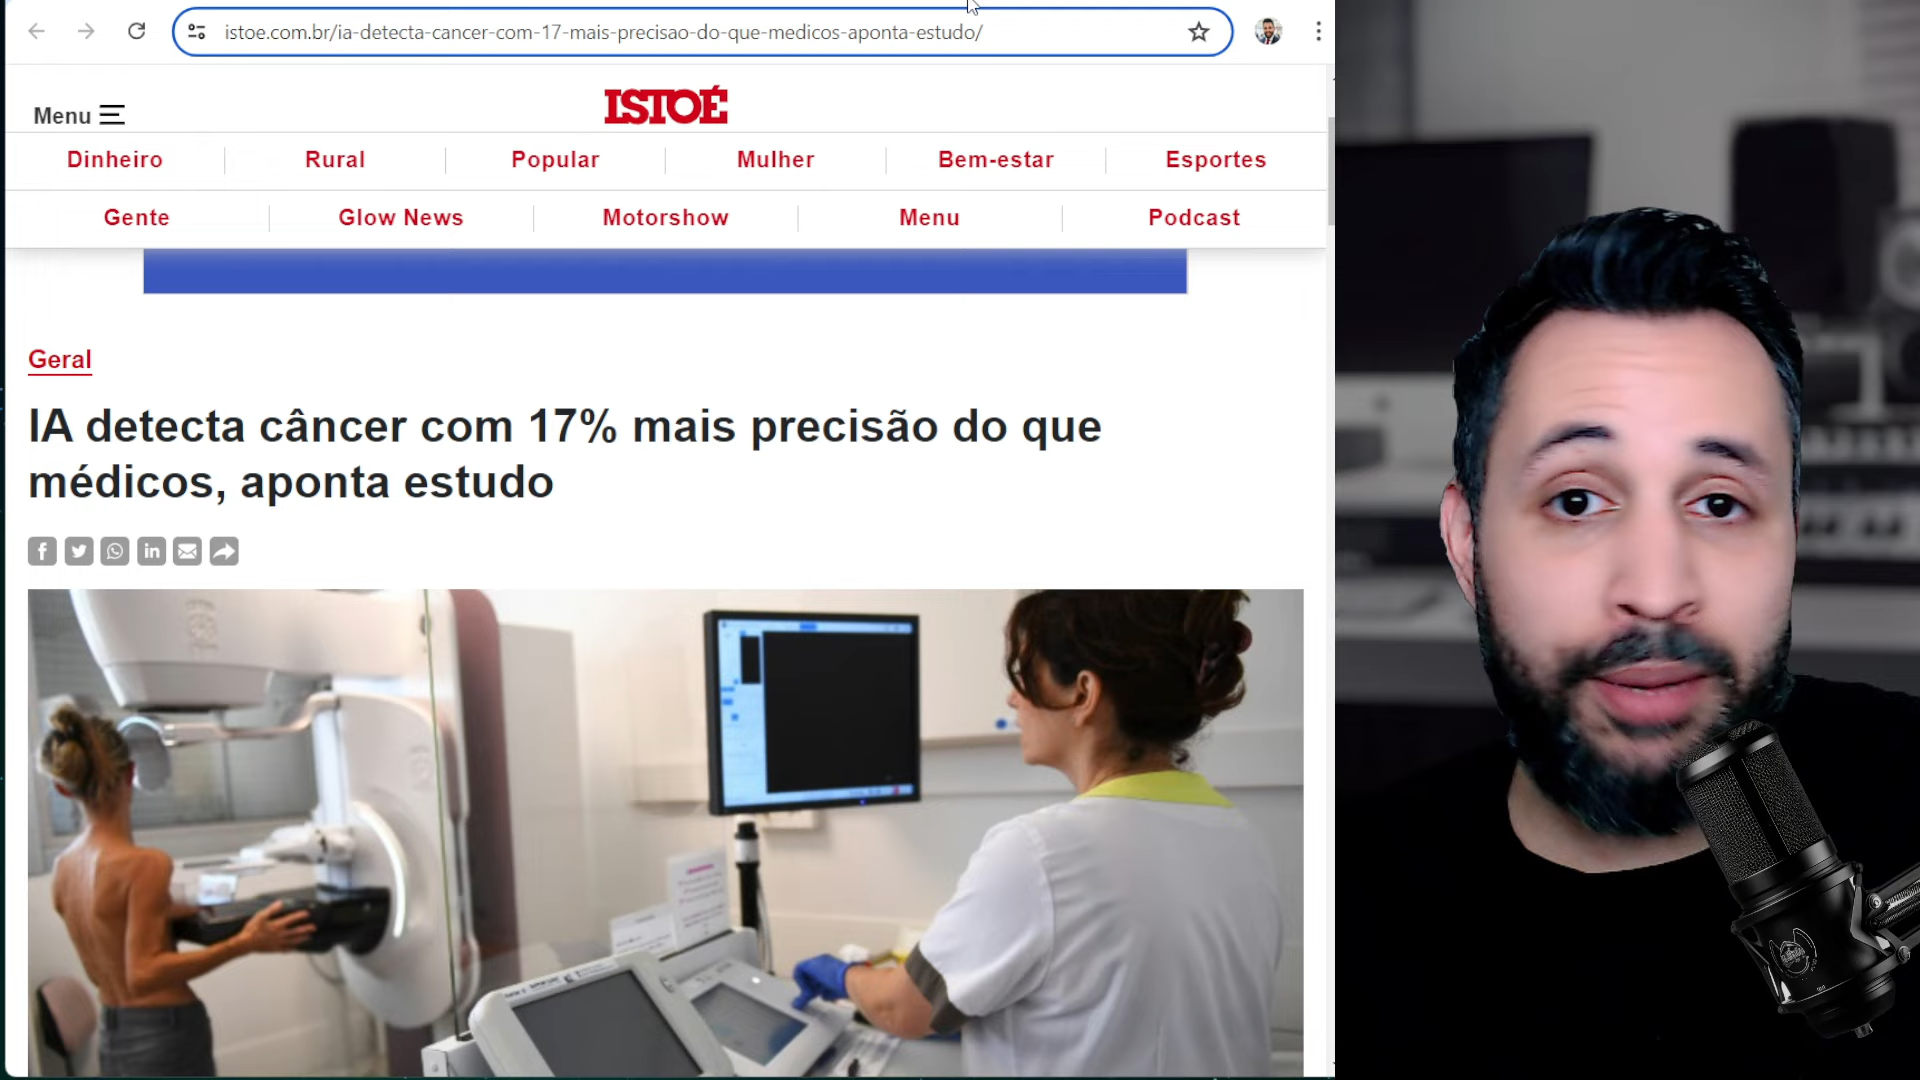 istoe.com.br/ia-detecta-cancer-com-17-mais-precisao-do-que-medicos-aponta-estudo/
Menu
ISTOÉ
Dinheiro
Rural
Popular
Mulher
Bem-estar
Esportes
Gente
Glow News
Motorshow
Menu
Podcast
Geral
IA detecta câncer com 17% mais precisão do que
médicos, aponta estudo